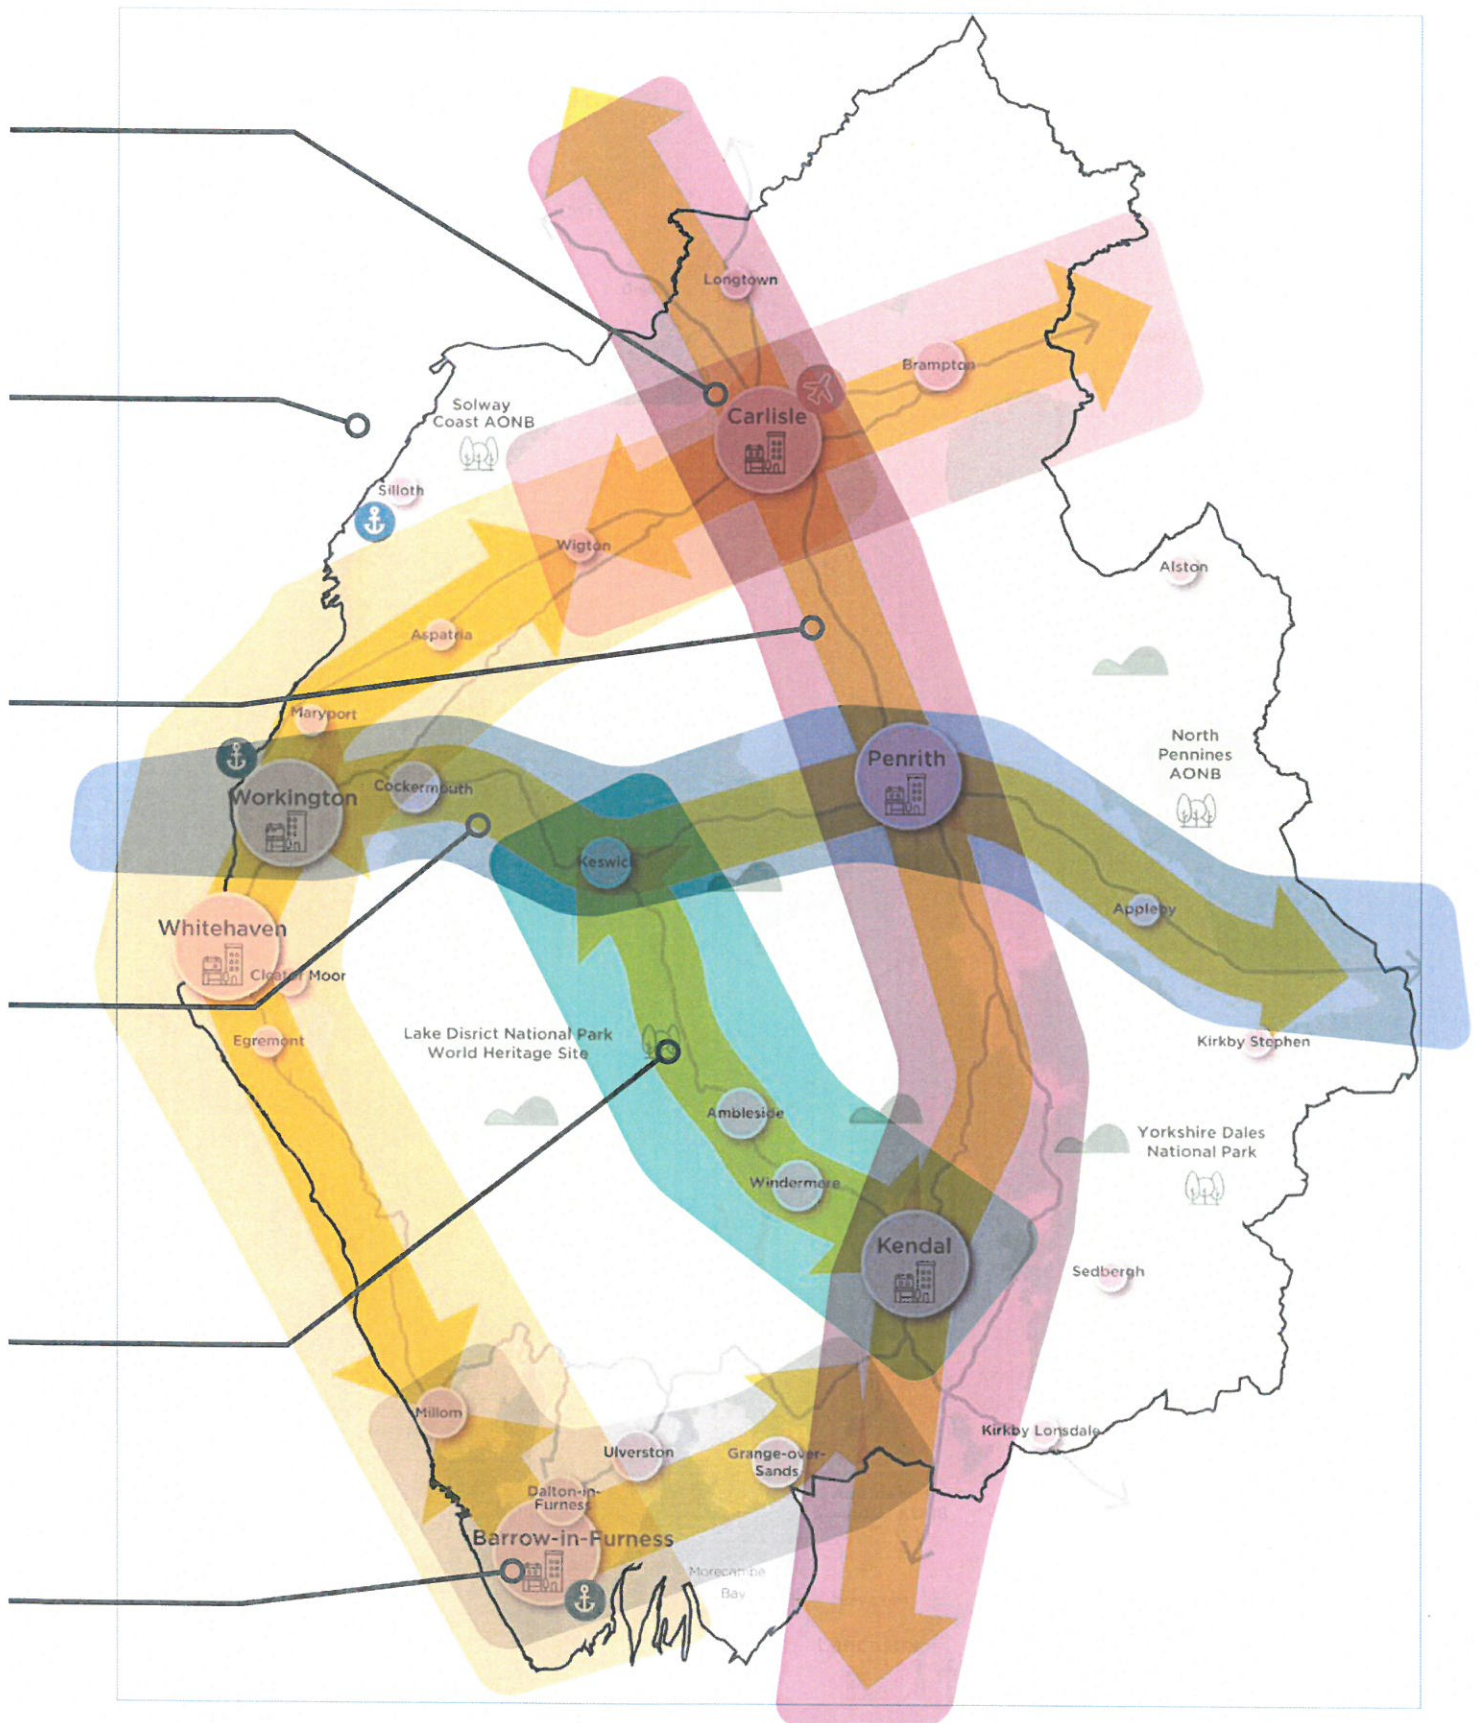 Longtown
Brampton
Solway
Coast AONB
Carlisle
Silloth
Wigton
Alston
Aspatria
Maryport
North
Pennines
AONB
Penrith
Cockermouth
Workington
Keswick
Appleby
Whitehaven
Cleator Moor
Lake Disrict National Park
World Heritage Site
Egremont
Kirkby Stephen
Ambleside
Yorkshire Dales
National Park
Windermere
Kendal
Sedbergh
Millom
Kirkby Lonsdale
Ulverston
Grange-over-
Sands
Dalton-in-
Furness
Barrow-in-Furness
Morecambe
Bay
Lancaster